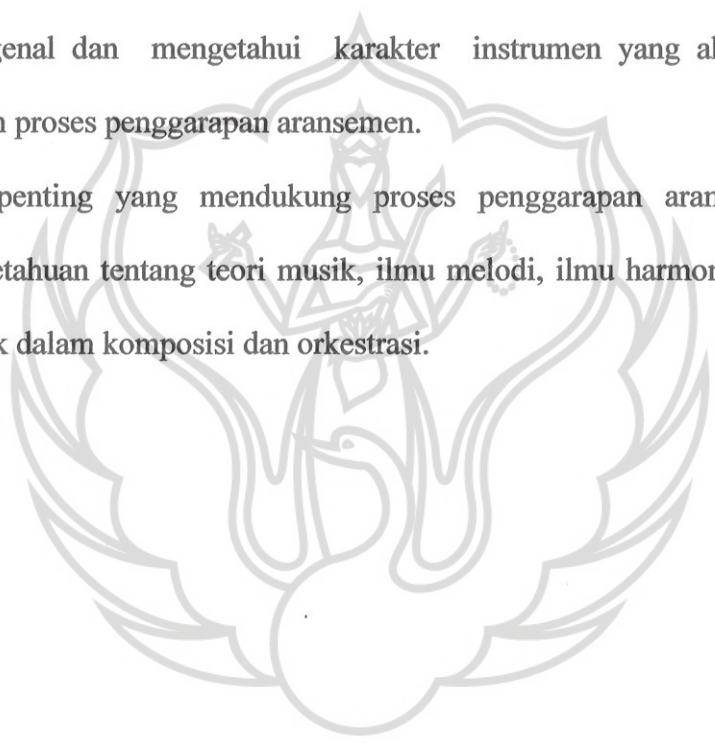 genal dan mengetahui karakter instrumen yang al
proses penggarapan aransemen.
penting yang mendukung proses penggarapan aran
etahuan tentang teori musik, ilmu melodi, ilmu harmon
k dalam komposisi dan orkestrasi.